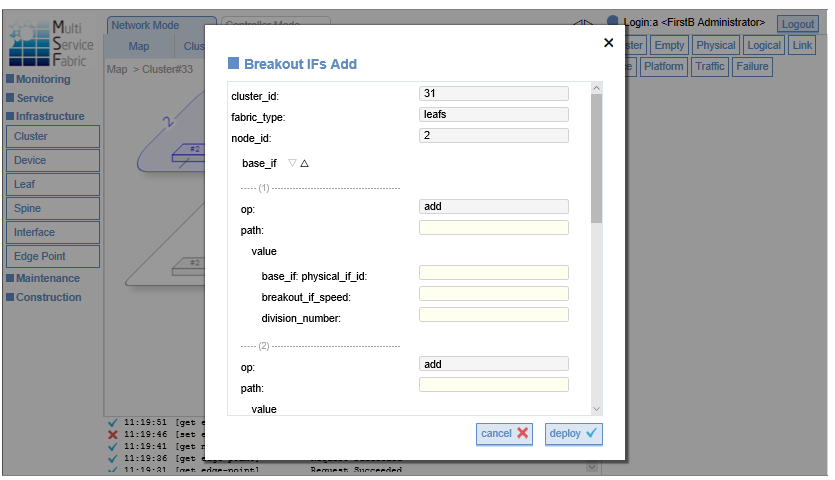 Multi
Service
Fabric
Network Mode
Controller Mode
Login:a <FirstB Administrator>
Logout
Map
Clus
ster
Empty
Physical
Logical
Link
Map > Cluster#33
e
Platform
Traffic
Failure
Monitoring
Service
Infrastructure
Cluster
Device
Leaf
Spine
Interface
Edge Point
Maintenance
Construction
2
#2
#2
Breakout IFs Add
cluster_id: 31
fabric_type: leafs
node_id: 2
base_if ▽ △
----- (1) -----
op: add
path:
value
base_if: physical_if_id:
breakout_if_speed:
division_number:
----- (2) -----
op: add
path:
value
cancel
deploy
11:19:51 [get e
11:19:46 [get e
11:19:41 [get n
11:19:36 [get edge-point] Request Succeeded
11:19:31 [get edge-point] Request Succeeded